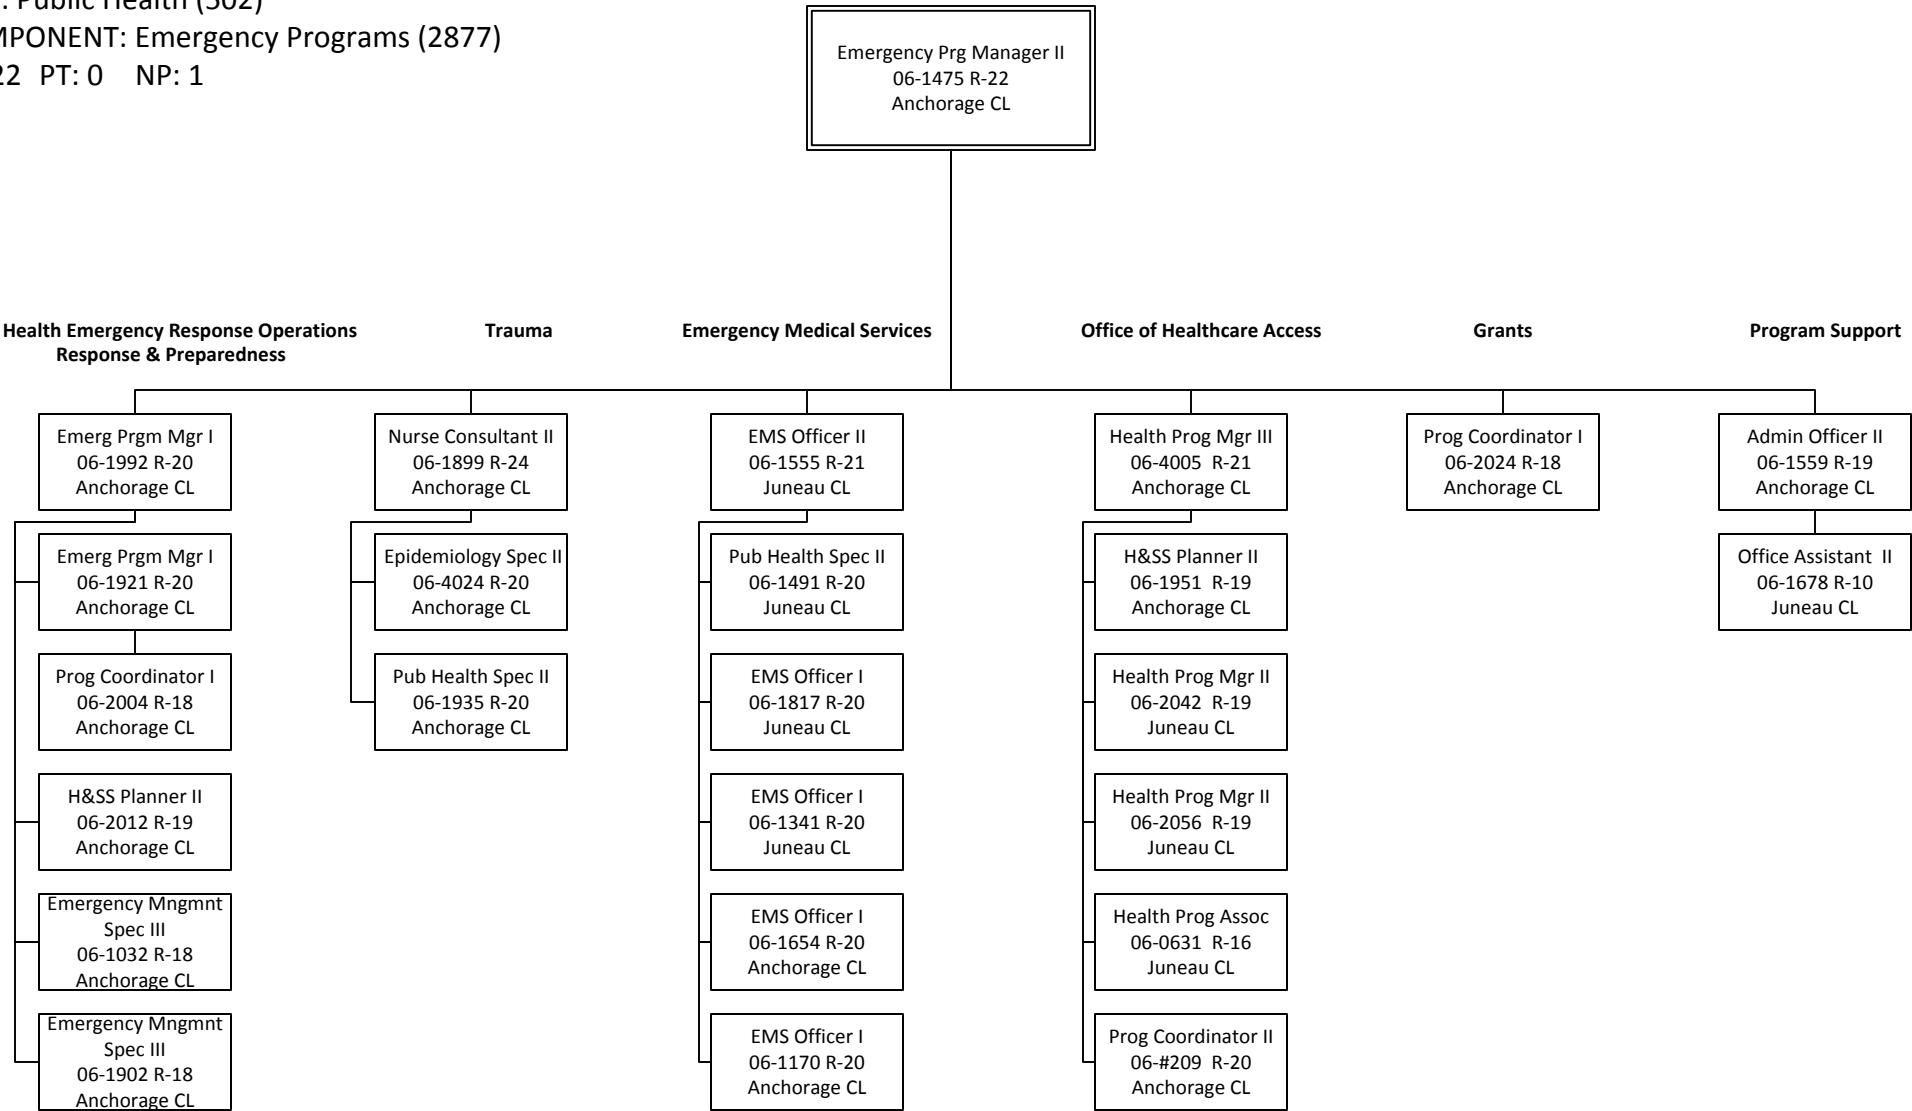 : Public Health (502)
COMPONENT: Emergency Programs (2877)
22 PT: 0 NP: 1
Emergency Prg Manager II
06-1475 R-22
Anchorage CL
Health Emergency Response Operations
Response & Preparedness
Trauma
Emergency Medical Services
Office of Healthcare Access
Grants
Program Support
Emerg Prgm Mgr I
06-1992 R-20
Anchorage CL
Emerg Prgm Mgr I
06-1921 R-20
Anchorage CL
Prog Coordinator I
06-2004 R-18
Anchorage CL
H&SS Planner II
06-2012 R-19
Anchorage CL
Emergency Mngmnt
Spec III
06-1032 R-18
Anchorage CL
Emergency Mngmnt
Spec III
06-1902 R-18
Anchorage CL
Nurse Consultant II
06-1899 R-24
Anchorage CL
Epidemiology Spec II
06-4024 R-20
Anchorage CL
Pub Health Spec II
06-1935 R-20
Anchorage CL
EMS Officer II
06-1555 R-21
Juneau CL
Pub Health Spec II
06-1491 R-20
Juneau CL
EMS Officer I
06-1817 R-20
Juneau CL
EMS Officer I
06-1341 R-20
Juneau CL
EMS Officer I
06-1654 R-20
Anchorage CL
EMS Officer I
06-1170 R-20
Anchorage CL
Health Prog Mgr III
06-4005 R-21
Anchorage CL
H&SS Planner II
06-1951 R-19
Anchorage CL
Health Prog Mgr II
06-2042 R-19
Juneau CL
Health Prog Mgr II
06-2056 R-19
Juneau CL
Health Prog Assoc
06-0631 R-16
Juneau CL
Prog Coordinator II
06-#209 R-20
Anchorage CL
Prog Coordinator I
06-2024 R-18
Anchorage CL
Admin Officer II
06-1559 R-19
Anchorage CL
Office Assistant II
06-1678 R-10
Juneau CL